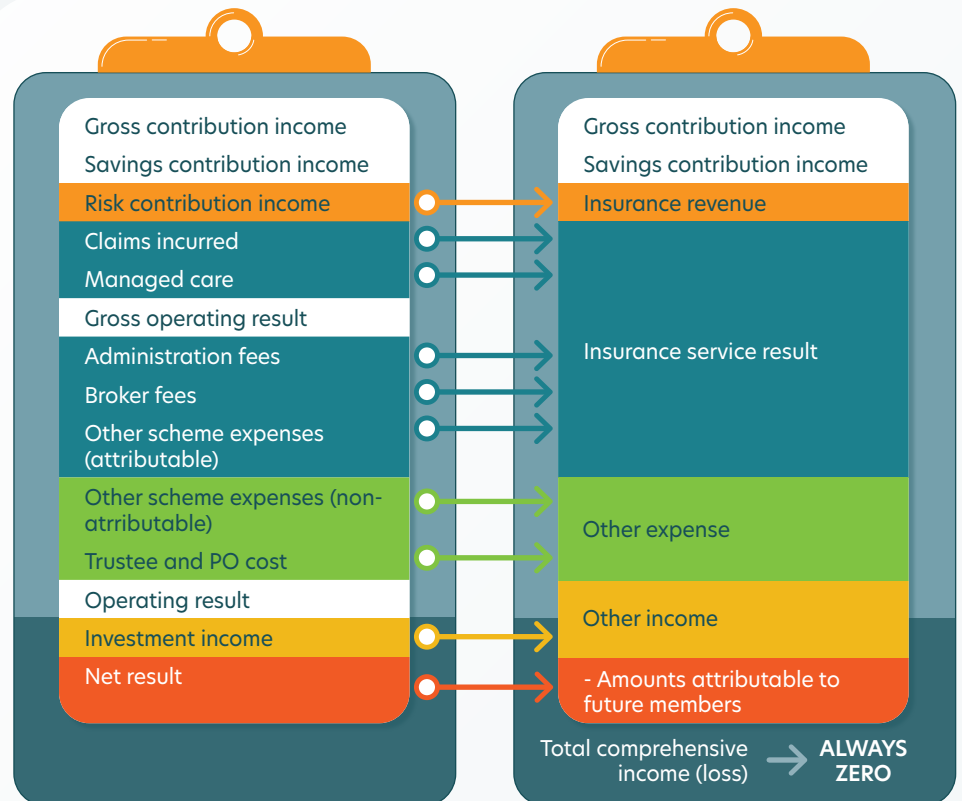 Gross contribution income
Savings contribution income
Risk contribution income
Claims incurred
Managed care
Gross operating result
Administration fees
Broker fees
Other scheme expenses
(attributable)
Other scheme expenses (non-
atrributable)
Trustee and PO cost
Operating result
Investment income
Net result
Gross contribution income
Savings contribution income
Insurance revenue
Insurance service result
Other expense
Other income
- Amounts attributable to
future members
Total comprehensive
income (loss)
ALWAYS
ZERO